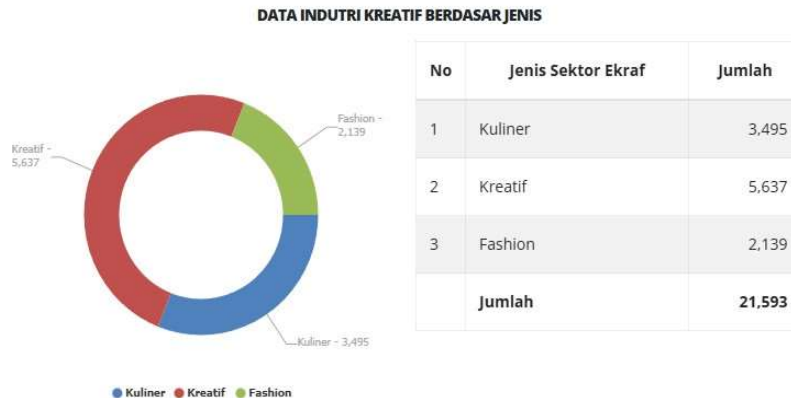 DATA INDUTRI KREATIF BERDASAR JENIS
Fashion -
2,139
Kreatif -
5,637
Kuliner - 3,495
Kuliner Kreatif Fashion
No Jenis Sektor Ekraf Jumlah
1 Kuliner 3,495
2 Kreatif 5,637
3 Fashion 2,139
Jumlah 21,593